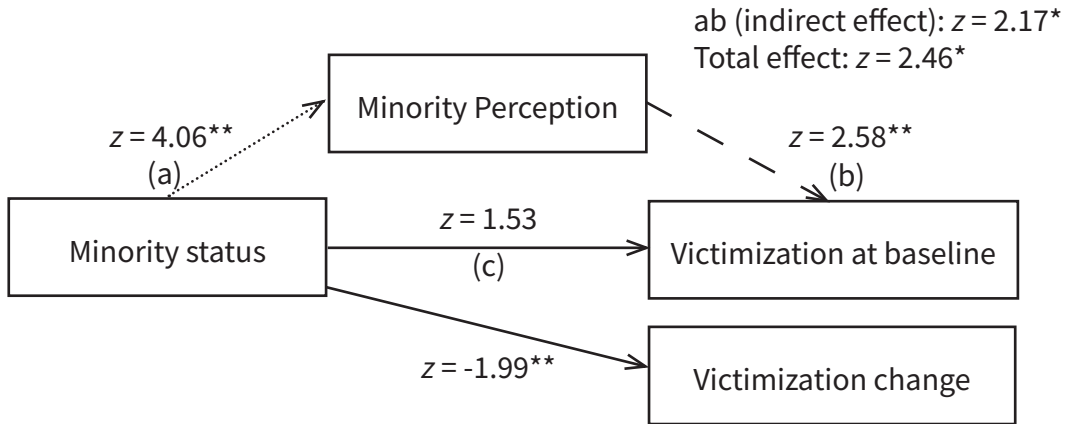 ab (indirect effect): z = 2.17*
Total effect: z = 2.46*
Minority Perception
z = 4.06**
(a)
z = 2.58**
(b)
Minority status
z = 1.53
(c)
Victimization at baseline
z = -1.99**
Victimization change